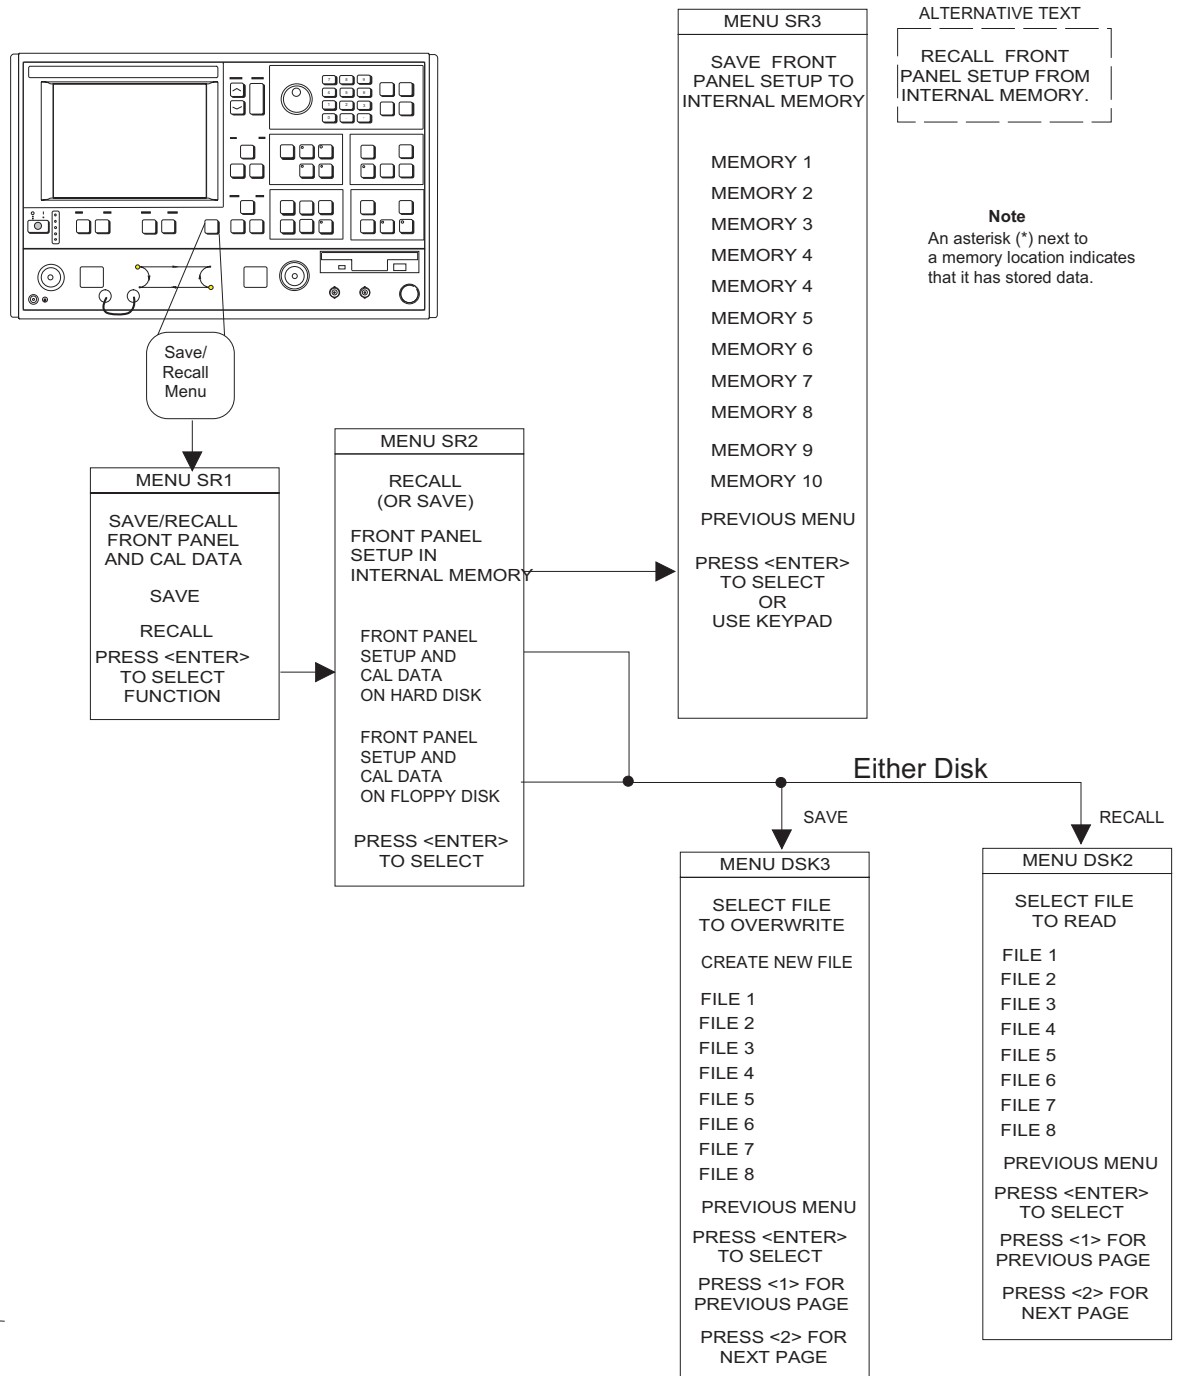 Save/
Recall
Menu
MENU SR1
SAVE/RECALL
FRONT PANEL
AND CAL DATA
SAVE
RECALL
PRESS <ENTER>
TO SELECT
FUNCTION
MENU SR2
RECALL
(OR SAVE)
FRONT PANEL
SETUP IN
INTERNAL MEMORY
FRONT PANEL
SETUP AND
CAL DATA
ON HARD DISK
FRONT PANEL
SETUP AND
CAL DATA
ON FLOPPY DISK
PRESS <ENTER>
TO SELECT
MENU SR3
SAVE FRONT
PANEL SETUP TO
INTERNAL MEMORY
MEMORY 1
MEMORY 2
MEMORY 3
MEMORY 4
MEMORY 4
MEMORY 5
MEMORY 6
MEMORY 7
MEMORY 8
MEMORY 9
MEMORY 10
PREVIOUS MENU
PRESS <ENTER>
TO SELECT
OR
USE KEYPAD
ALTERNATIVE TEXT
RECALL FRONT
PANEL SETUP FROM
INTERNAL MEMORY.
Note
An asterisk (*) next to
a memory location indicates
that it has stored data.
Either Disk
SAVE
RECALL
MENU DSK3
SELECT FILE
TO OVERWRITE
CREATE NEW FILE
FILE 1
FILE 2
FILE 3
FILE 4
FILE 5
FILE 6
FILE 7
FILE 8
PREVIOUS MENU
PRESS <ENTER>
TO SELECT
PRESS <1> FOR
PREVIOUS PAGE
PRESS <2> FOR
NEXT PAGE
MENU DSK2
SELECT FILE
TO READ
FILE 1
FILE 2
FILE 3
FILE 4
FILE 5
FILE 6
FILE 7
FILE 8
PREVIOUS MENU
PRESS <ENTER>
TO SELECT
PRESS <1> FOR
PREVIOUS PAGE
PRESS <2> FOR
NEXT PAGE